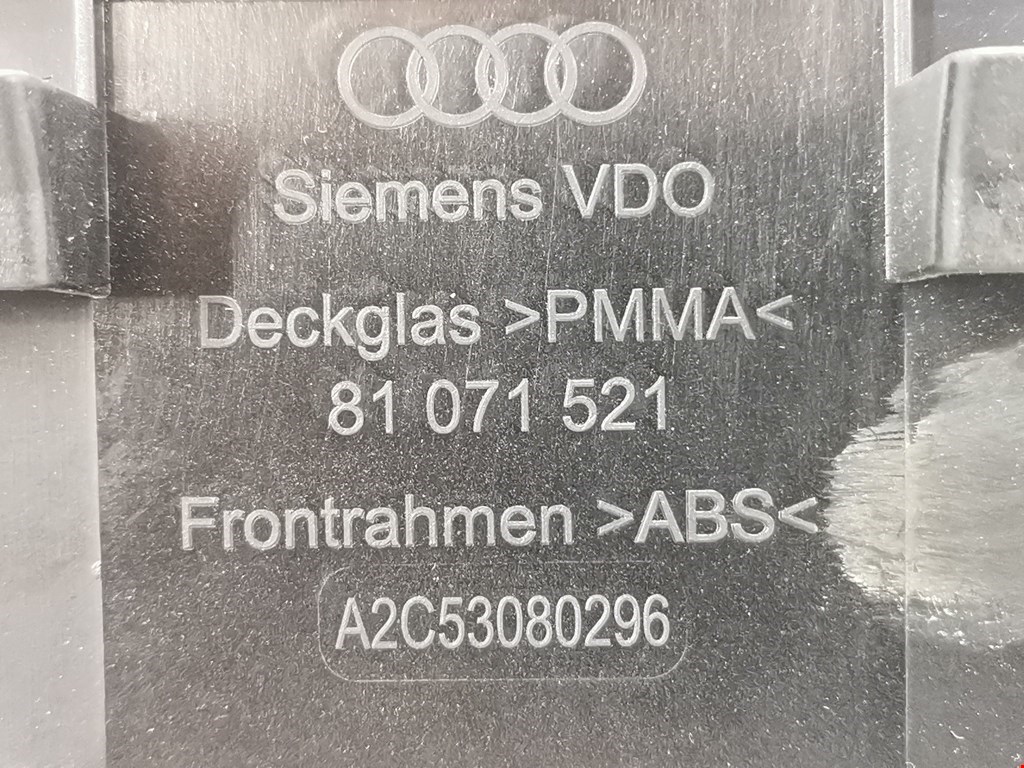 Siemens VDO
Deckglas >PMMA<
81 071 521
Frontrahmen >ABS<
A2C53080296